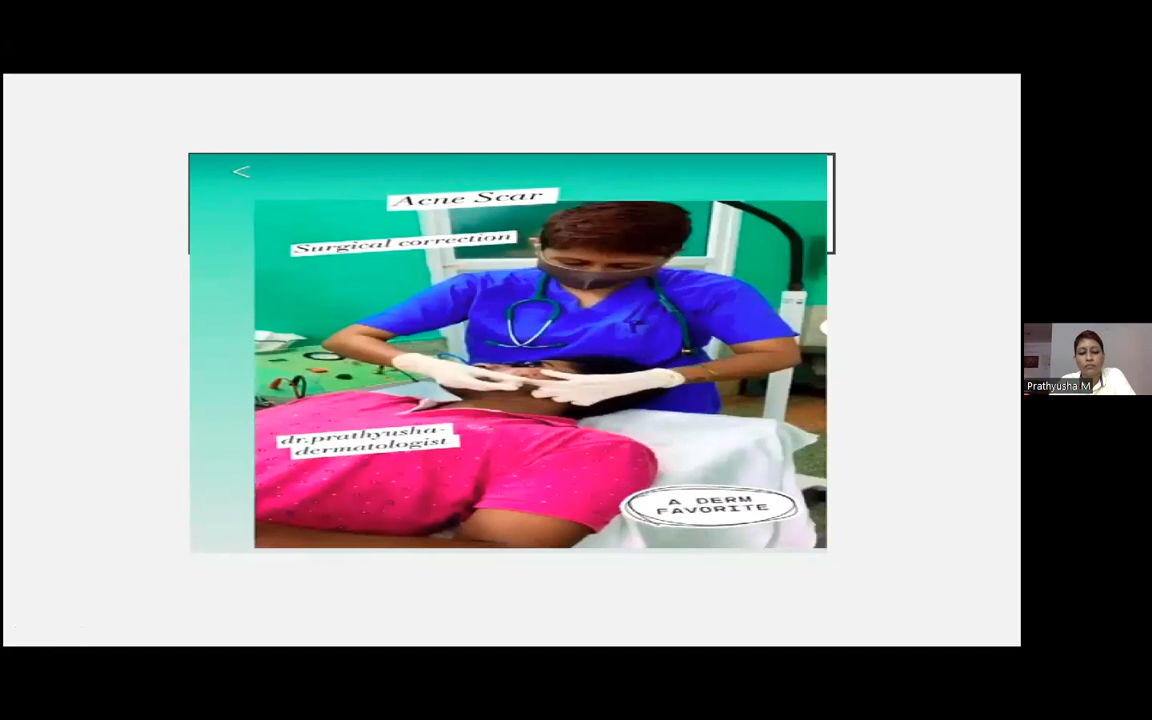 <
Acne Scar
Surgical correction
dr.prathyusha-
dermatologist
A DERM
FAVORITE
Prathyusha M